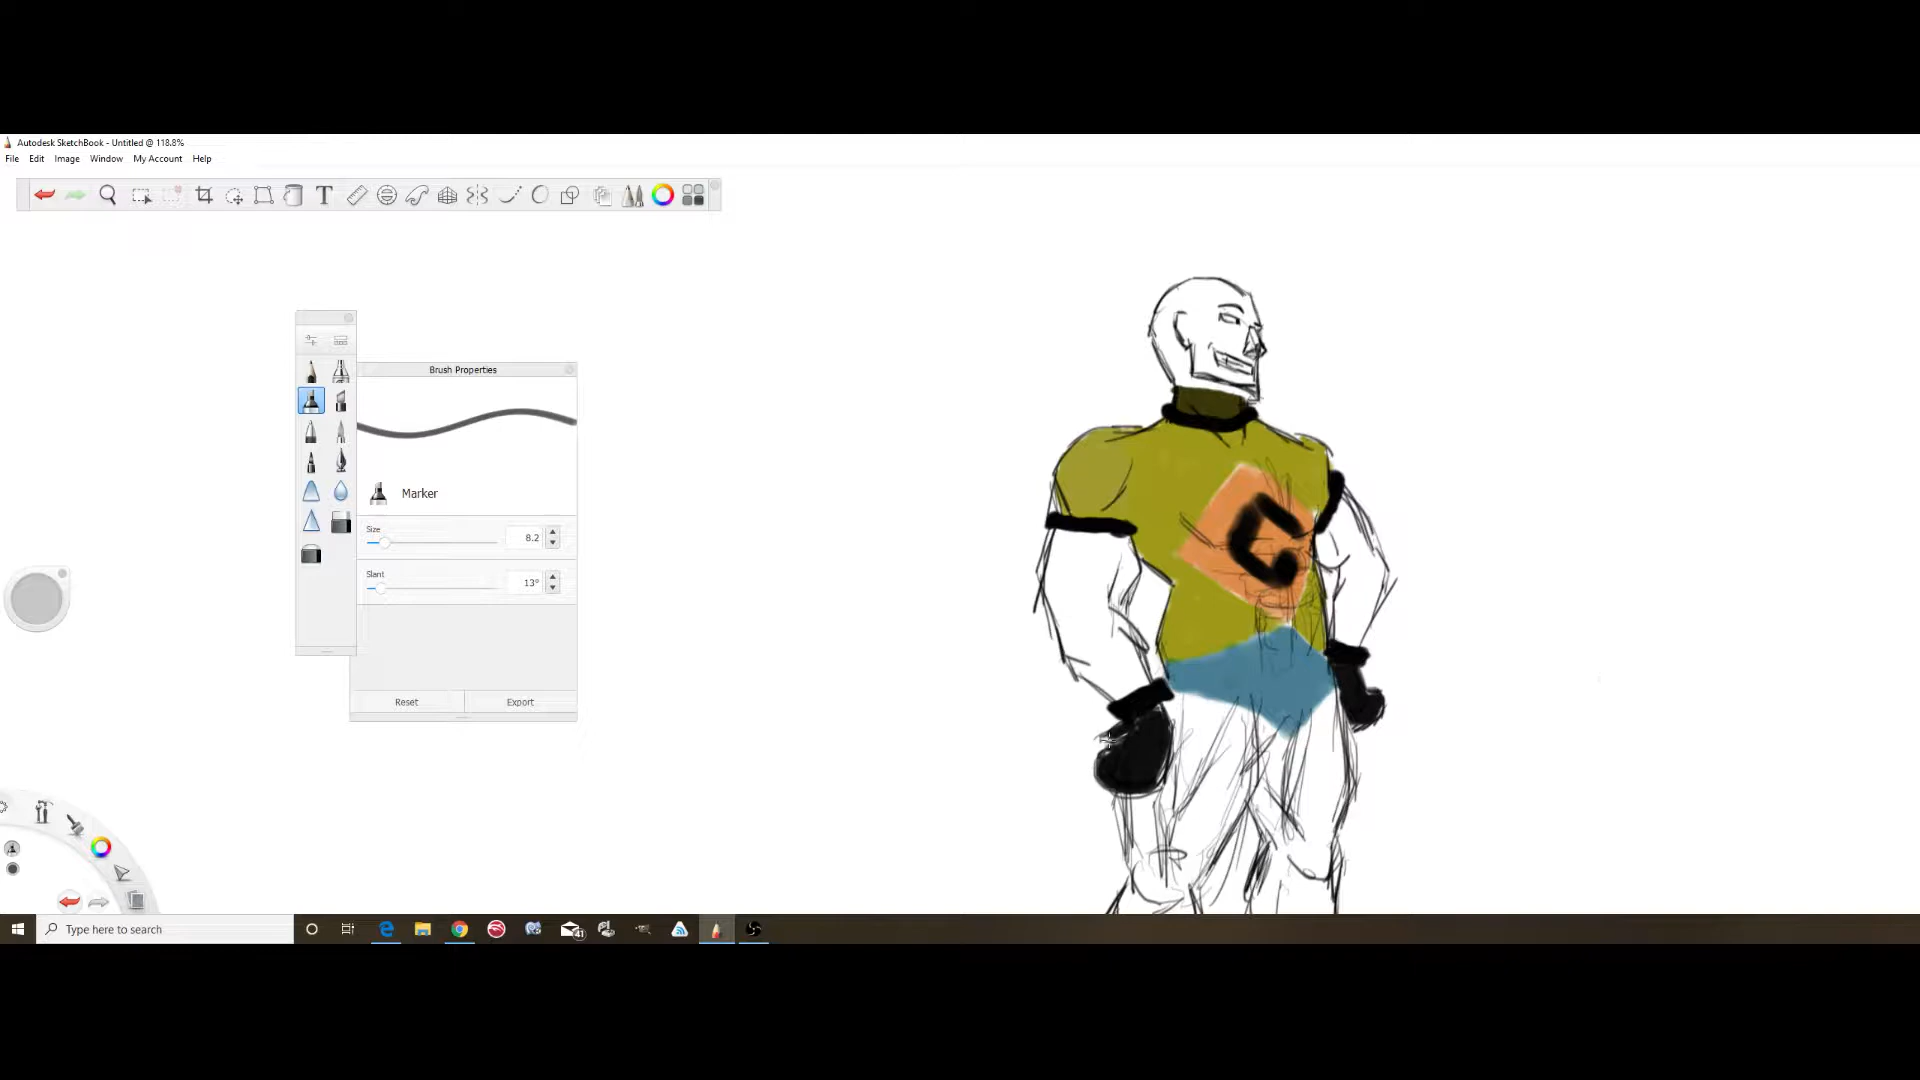 Autodesk SketchBook - Untitled @ 118.8%
File Edit Image Window My Account Help
T
Brush Properties
Marker
Size
8.2
Slant
13°
Reset Export
C
Type here to search
41